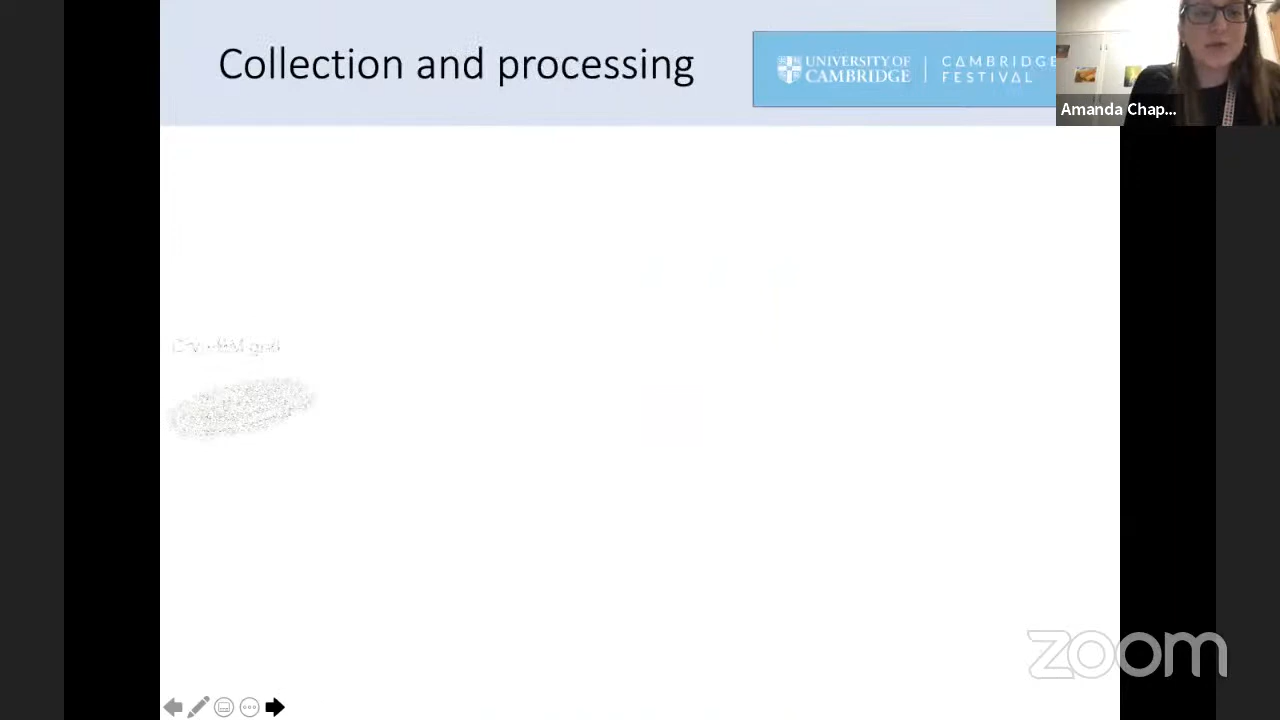 Collection and processing
UNIVERSITY OF
CAMBRIDGE
CAMBRIDGE
FESTIVAL
Amanda Chap...
zoom